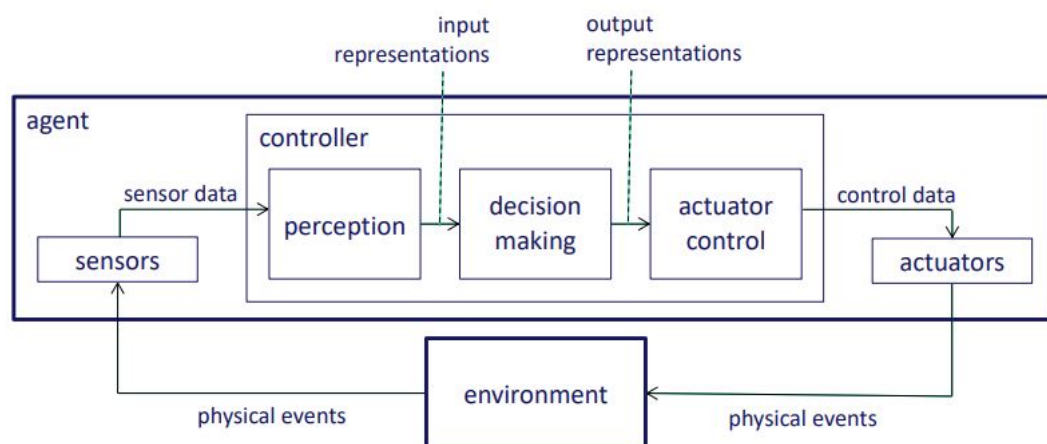 input
representations
output
representations
agent
controller
sensor data
perception
decision
making
actuator
control
control data
sensors
actuators
environment
physical events
physical events